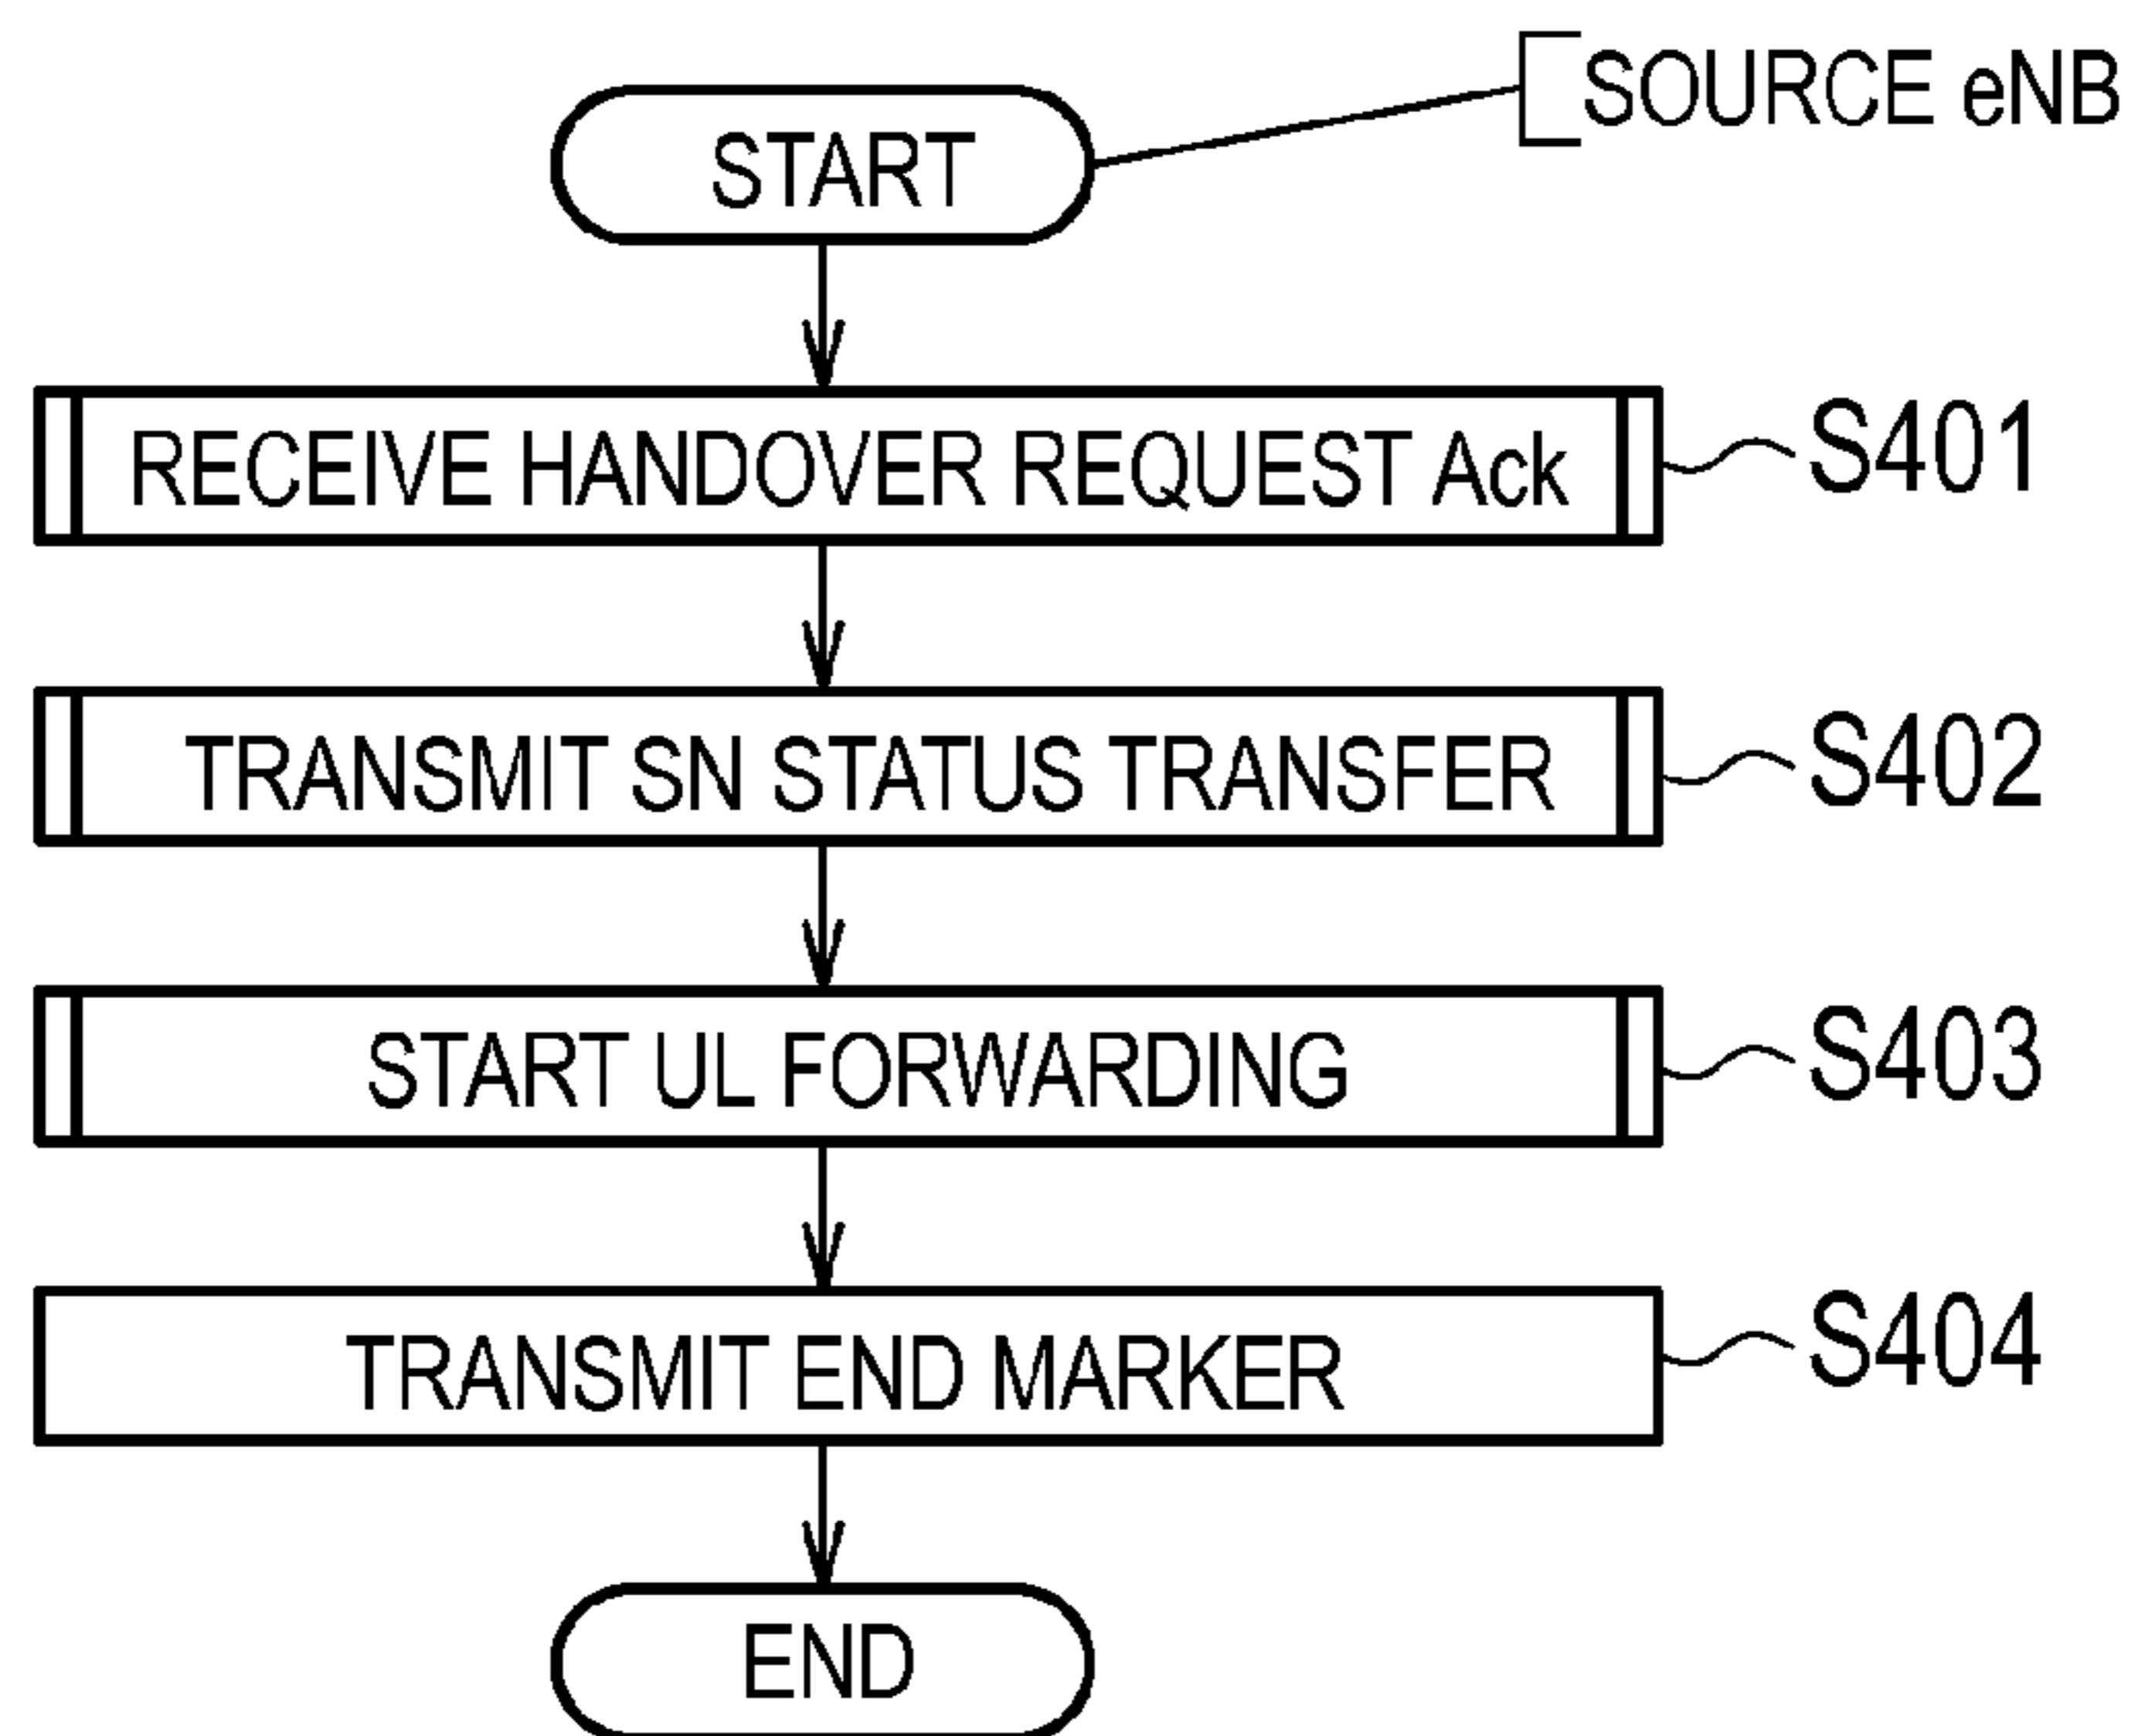 SOURCE eNB
START
RECEIVE HANDOVER REQUEST Ack
S401
TRANSMIT SN STATUS TRANSFER
S402
START UL FORWARDING
S403
TRANSMIT END MARKER
S404
END